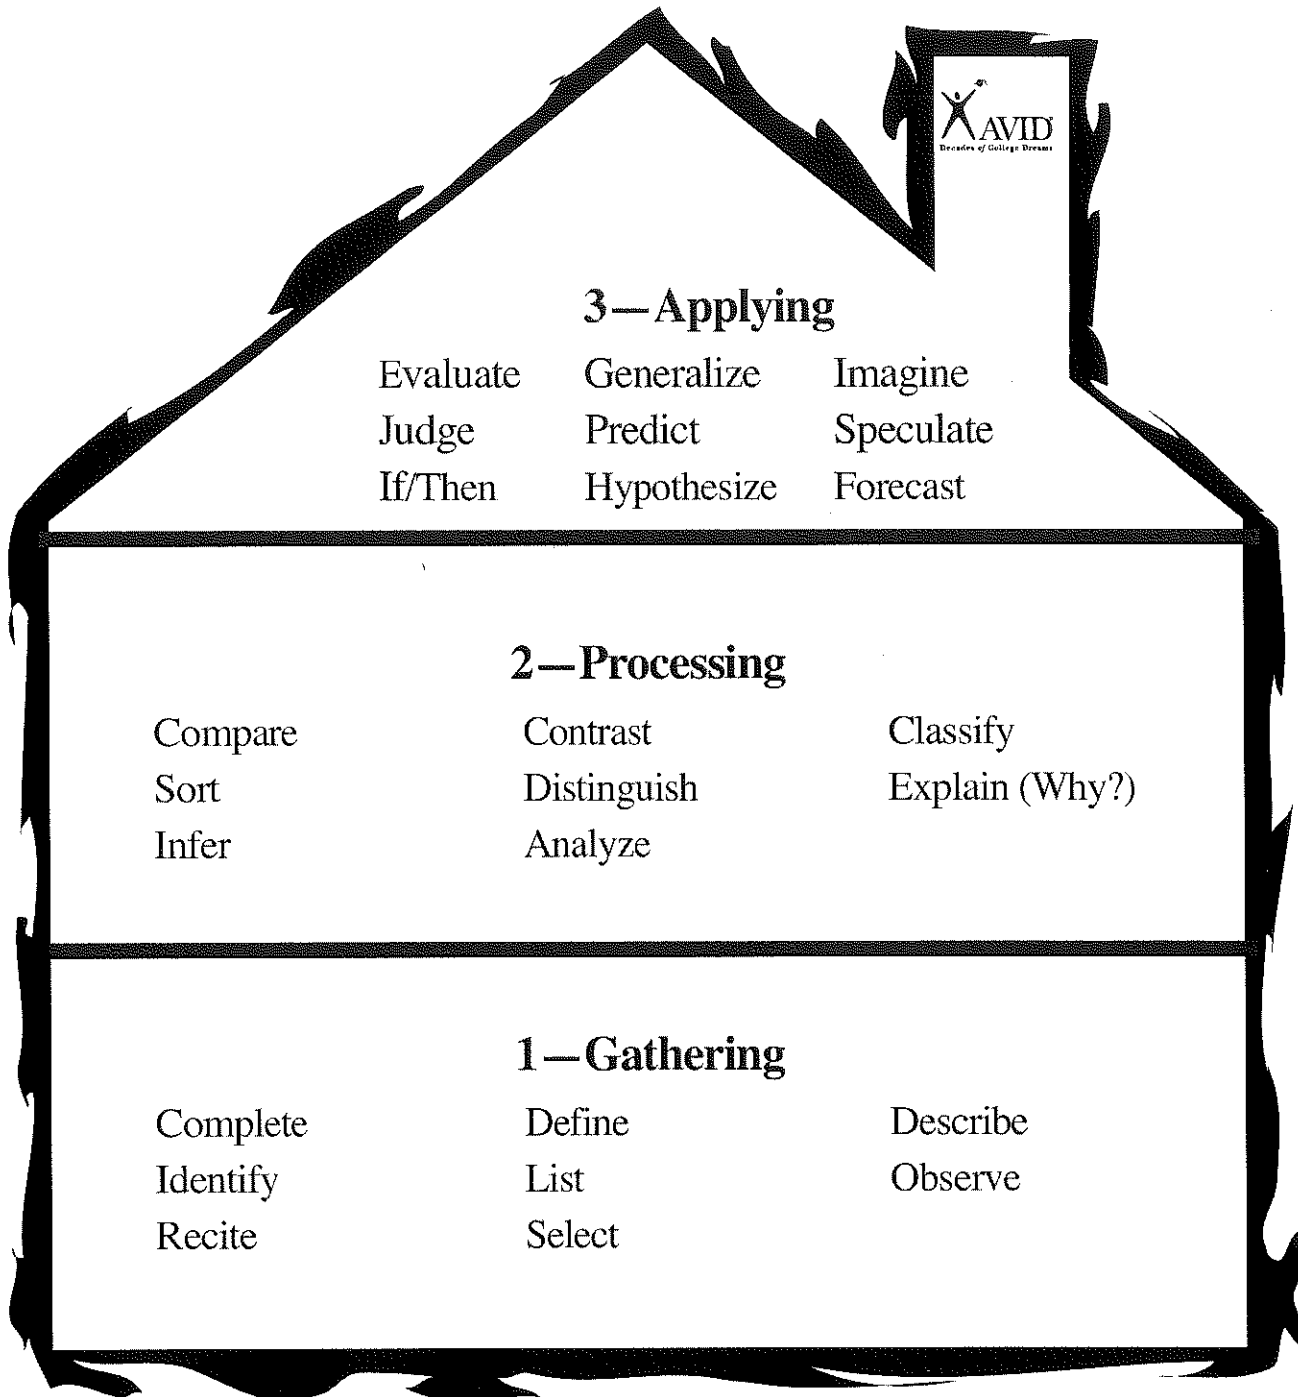 AVID
Decades of College Dreams
3—Applying
Evaluate Generalize Imagine
Judge Predict Speculate
If/Then Hypothesize Forecast
2—Processing
Compare Contrast Classify
Sort Distinguish Explain (Why?)
Infer Analyze
1—Gathering
Complete Define Describe
Identify List Observe
Recite Select